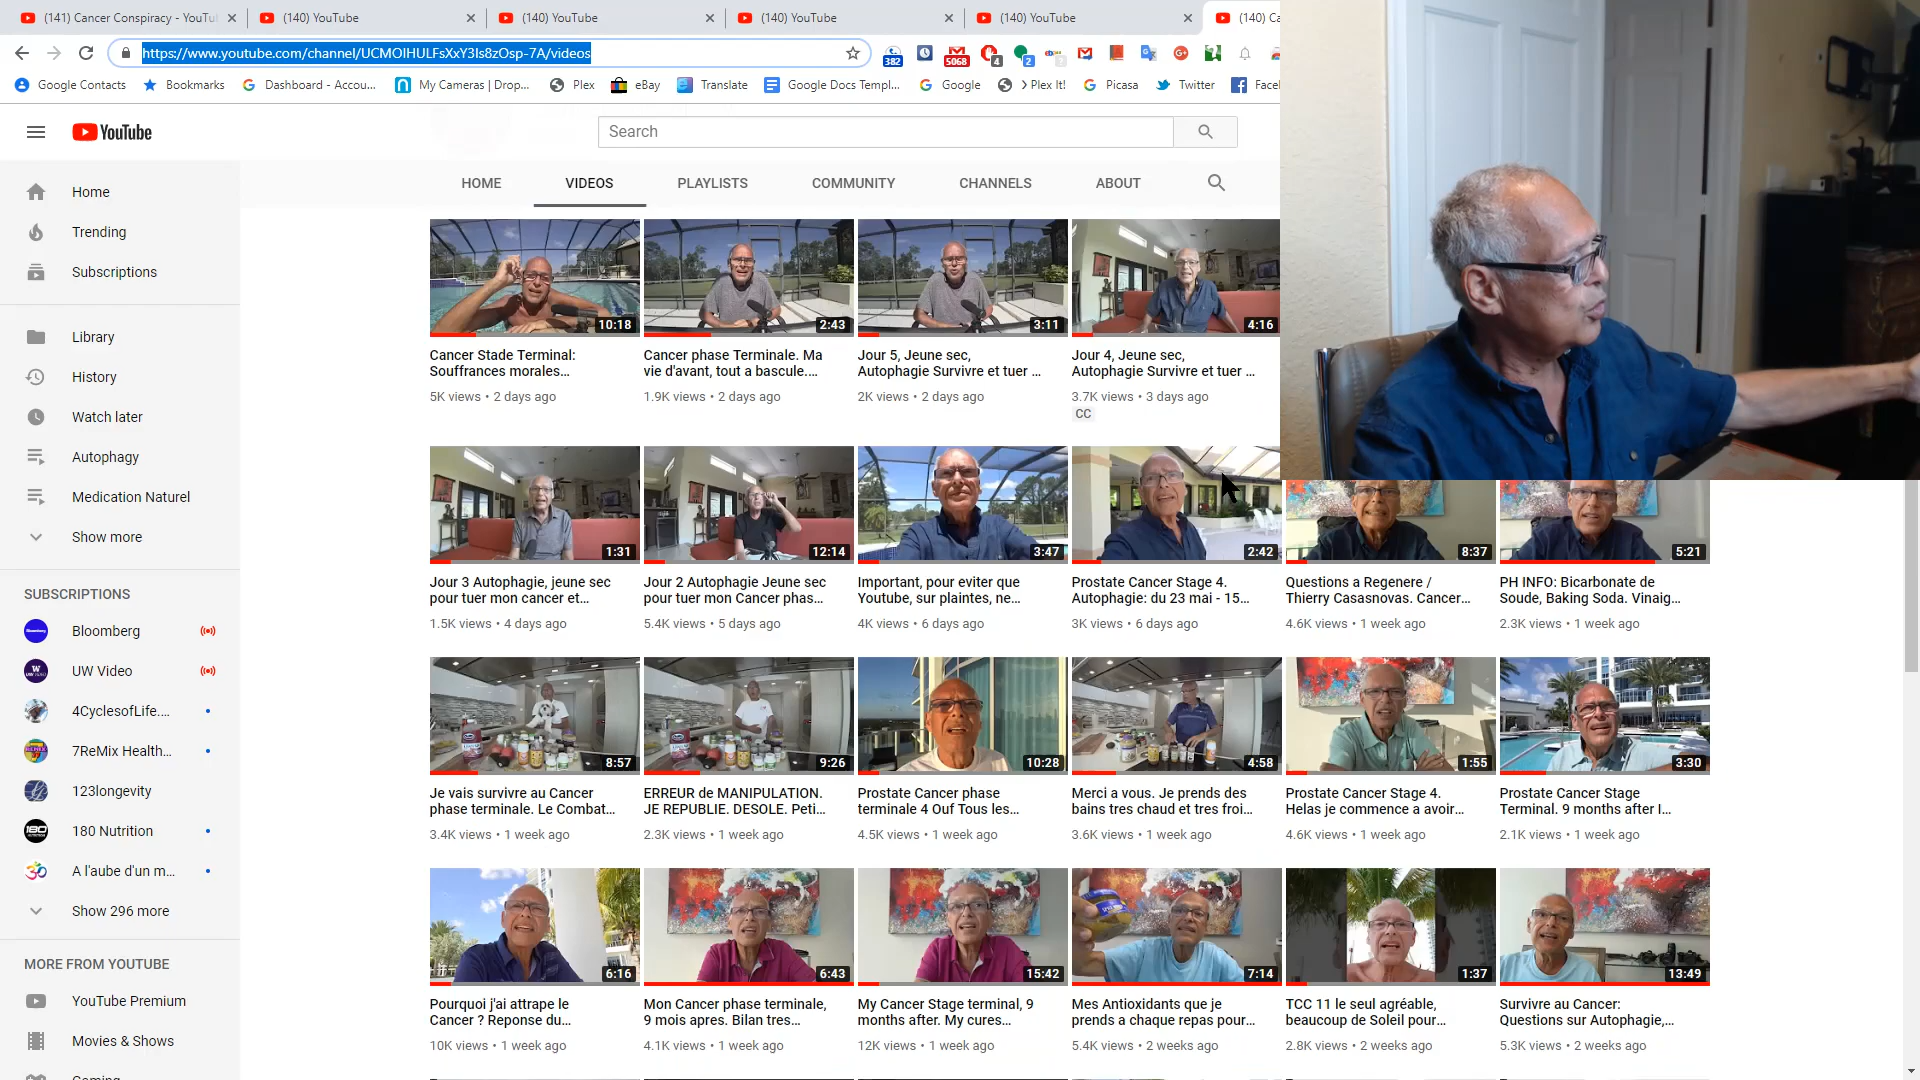 (141) Cancer Conspiracy - YouTu
(140) YouTube
(140) YouTube
(140) YouTube
(140) YouTube
(140) Ca
https://www.youtube.com/channel/UCMOIHULFsXxY3Is8zOsp-7A/videos
382
5068
4
2
Google Contacts
Bookmarks
Dashboard - Accou...
My Cameras | Drop...
Plex
eBay
Translate
Google Docs Templ...
Google
> Plex It!
Picasa
Twitter
Facel
YouTube
Search
HOME
VIDEOS
PLAYLISTS
COMMUNITY
CHANNELS
ABOUT
Home
Trending
Subscriptions
Library
History
Watch later
Autophagy
Medication Naturel
Show more
SUBSCRIPTIONS
Bloomberg
UW Video
4CyclesofLife....
7ReMix Health...
123longevity
180 Nutrition
A l'aube d'un m...
Show 296 more
MORE FROM YOUTUBE
YouTube Premium
Movies & Shows
10:18
Cancer Stade Terminal:
Souffrances morales...
5K views • 2 days ago
2:43
Cancer phase Terminale. Ma
vie d'avant, tout a bascule....
1.9K views • 2 days ago
3:11
Jour 5, Jeune sec,
Autophagie Survivre et tuer ...
2K views • 2 days ago
4:16
Jour 4, Jeune sec,
Autophagie Survivre et tuer ...
3.7K views • 3 days ago
CC
1:31
Jour 3 Autophagie, jeune sec
pour tuer mon cancer et...
1.5K views • 4 days ago
12:14
Jour 2 Autophagie Jeune sec
pour tuer mon Cancer phas...
5.4K views • 5 days ago
3:47
Important, pour eviter que
Youtube, sur plaintes, ne...
4K views • 6 days ago
2:42
Prostate Cancer Stage 4.
Autophagie: du 23 mai - 15...
3K views • 6 days ago
8:37
Questions a Regenere /
Thierry Casasnovas. Cancer...
4.6K views • 1 week ago
5:21
PH INFO: Bicarbonate de
Soude, Baking Soda. Vinaig...
2.3K views • 1 week ago
8:57
Je vais survivre au Cancer
phase terminale. Le Combat...
3.4K views • 1 week ago
9:26
ERREUR de MANIPULATION.
JE REPUBLIE. DESOLE. Peti...
2.3K views • 1 week ago
10:28
Prostate Cancer phase
terminale 4 Ouf Tous les...
4.5K views • 1 week ago
4:58
Merci a vous. Je prends des
bains tres chaud et tres froi...
3.6K views • 1 week ago
1:55
Prostate Cancer Stage 4.
Helas je commence a avoir...
4.6K views • 1 week ago
3:30
Prostate Cancer Stage
Terminal. 9 months after I...
2.1K views • 1 week ago
6:16
Pourquoi j'ai attrape le
Cancer ? Reponse du...
10K views • 1 week ago
6:43
Mon Cancer phase terminale,
9 mois apres. Bilan tres...
4.1K views • 1 week ago
15:42
My Cancer Stage terminal, 9
months after. My cures...
12K views • 1 week ago
7:14
Mes Antioxidants que je
prends a chaque repas pour...
5.4K views • 2 weeks ago
1:37
TCC 11 le seul agréable,
beaucoup de Soleil pour...
2.8K views • 2 weeks ago
13:49
Survivre au Cancer:
Questions sur Autophagie,...
5.3K views • 2 weeks ago